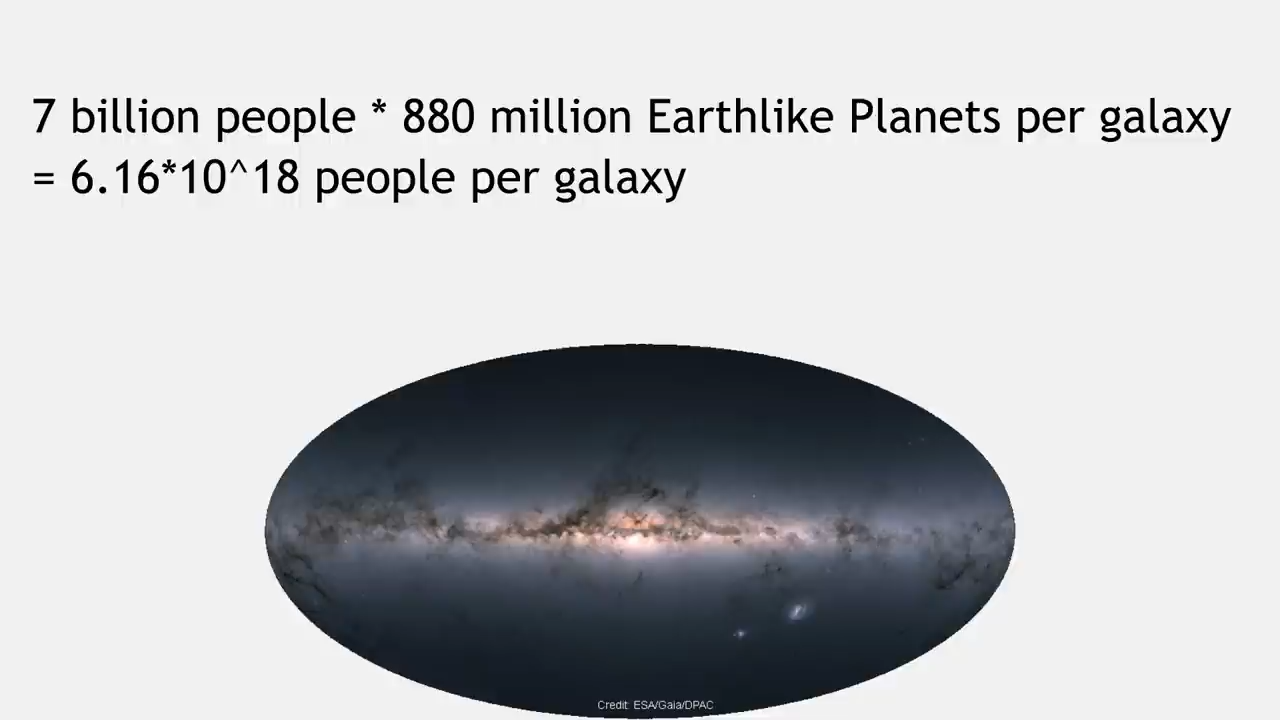 7 billion people * 880 million Earthlike Planets per galaxy
= 6.16*10^18 people per galaxy
Credit: ESA/Gaia/DPAC